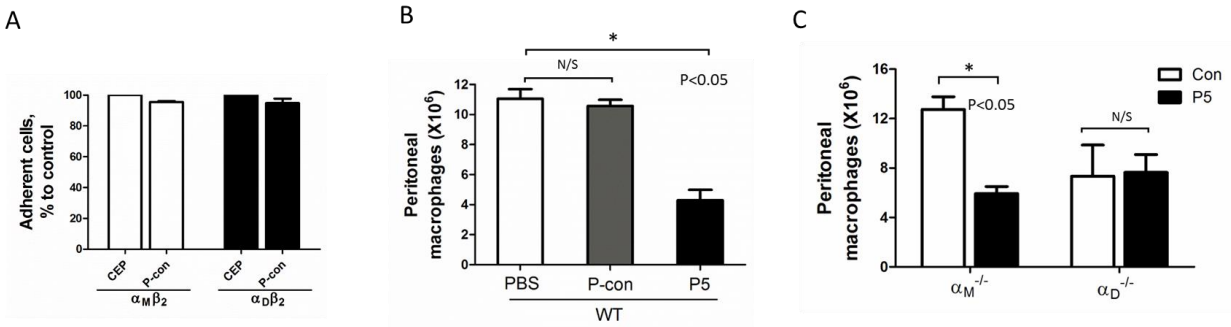 A
Adherent cells,
% to control
100
80
60
40
20
0
CEP
P-con
CEP
P-con
αMβ2
αDβ2
B
*
N/S
P<0.05
Peritoneal
macrophages (X10⁶)
12
10
8
6
4
2
0
PBS
P-con
P5
WT
C
Con
P5
*
P<0.05
N/S
Peritoneal
macrophages (X10⁶)
16
12
8
4
0
αM-/-
αD-/-